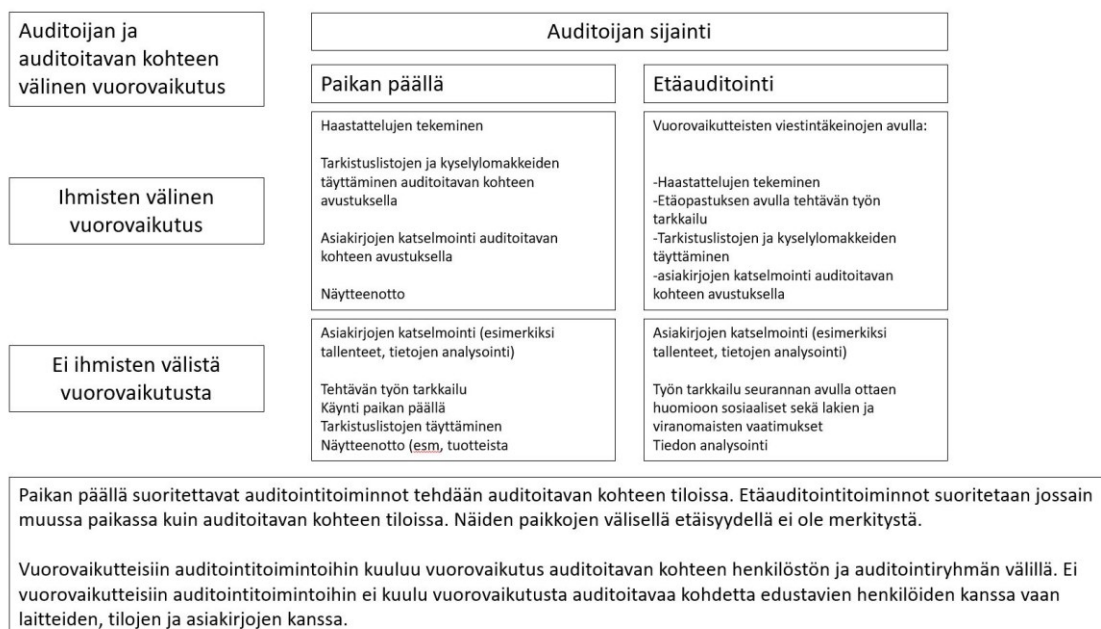 Auditoijan ja
auditoitavan kohteen
välinen vuorovaikutus
Auditoijan sijainti
Paikan päällä
Etäauditointi
Ihmisten välinen
vuorovaikutus
Haastattelujen tekeminen
Tarkistuslistojen ja kyselylomakkeiden
täyttäminen auditoitavan kohteen
avustuksella
Asiakirjojen katselmointi auditoitavan
kohteen avustuksella
Näytteenotto
Vuorovaikutteisten viestintäkeinojen avulla:
-Haastattelujen tekeminen
-Etäopastuksen avulla tehtävän työn
tarkkailu
-Tarkistuslistojen ja kyselylomakkeiden
täyttäminen
-asiakirjojen katselmointi auditoitavan
kohteen avustuksella
Ei ihmisten välistä
vuorovaikutusta
Asiakirjojen katselmointi (esimerkiksi
tallenteet, tietojen analysointi)
Tehtävän työn tarkkailu
Käynti paikan päällä
Tarkistuslistojen täyttäminen
Näytteenotto (esm, tuotteista
Asiakirjojen katselmointi (esimerkiksi
tallenteet, tietojen analysointi)
Työn tarkkailu seurannan avulla ottaen
huomioon sosiaaliset sekä lakien ja
viranomaisten vaatimukset
Tiedon analysointi
Paikan päällä suoritettavat auditointitoiminnot tehdään auditoitavan kohteen tiloissa. Etäauditointitoiminnot suoritetaan jossain
muussa paikassa kuin auditoitavan kohteen tiloissa. Näiden paikkojen välisellä etäisyydellä ei ole merkitystä.
Vuorovaikutteisiin auditointitoimintoihin kuuluu vuorovaikutus auditoitavan kohteen henkilöstön ja auditointiryhmän välillä. Ei
vuorovaikutteisiin auditointitoimintoihin ei kuulu vuorovaikutusta auditoitavaa kohdetta edustavien henkilöiden kanssa vaan
laitteiden, tilojen ja asiakirjojen kanssa.